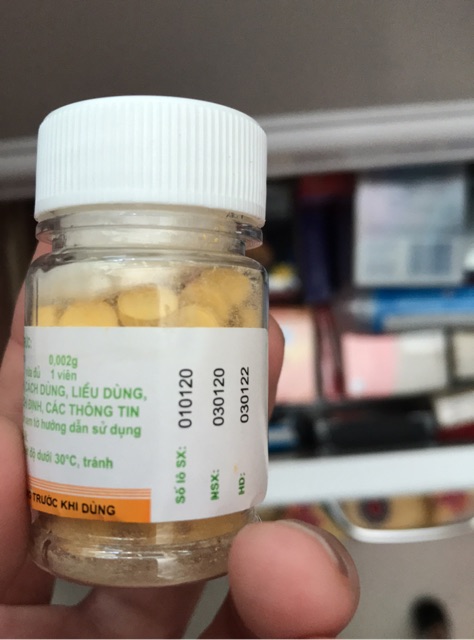 0,002g
1 viên
CÁCH DÙNG, LIỀU DÙNG,
ĐỊNH, CÁC THÔNG TIN
hướng dẫn sử dụng
độ dưới 30°C, tránh
TRƯỚC KHI DÙNG
Số lô SX: 010120
NSX: 030120
HD: 030122